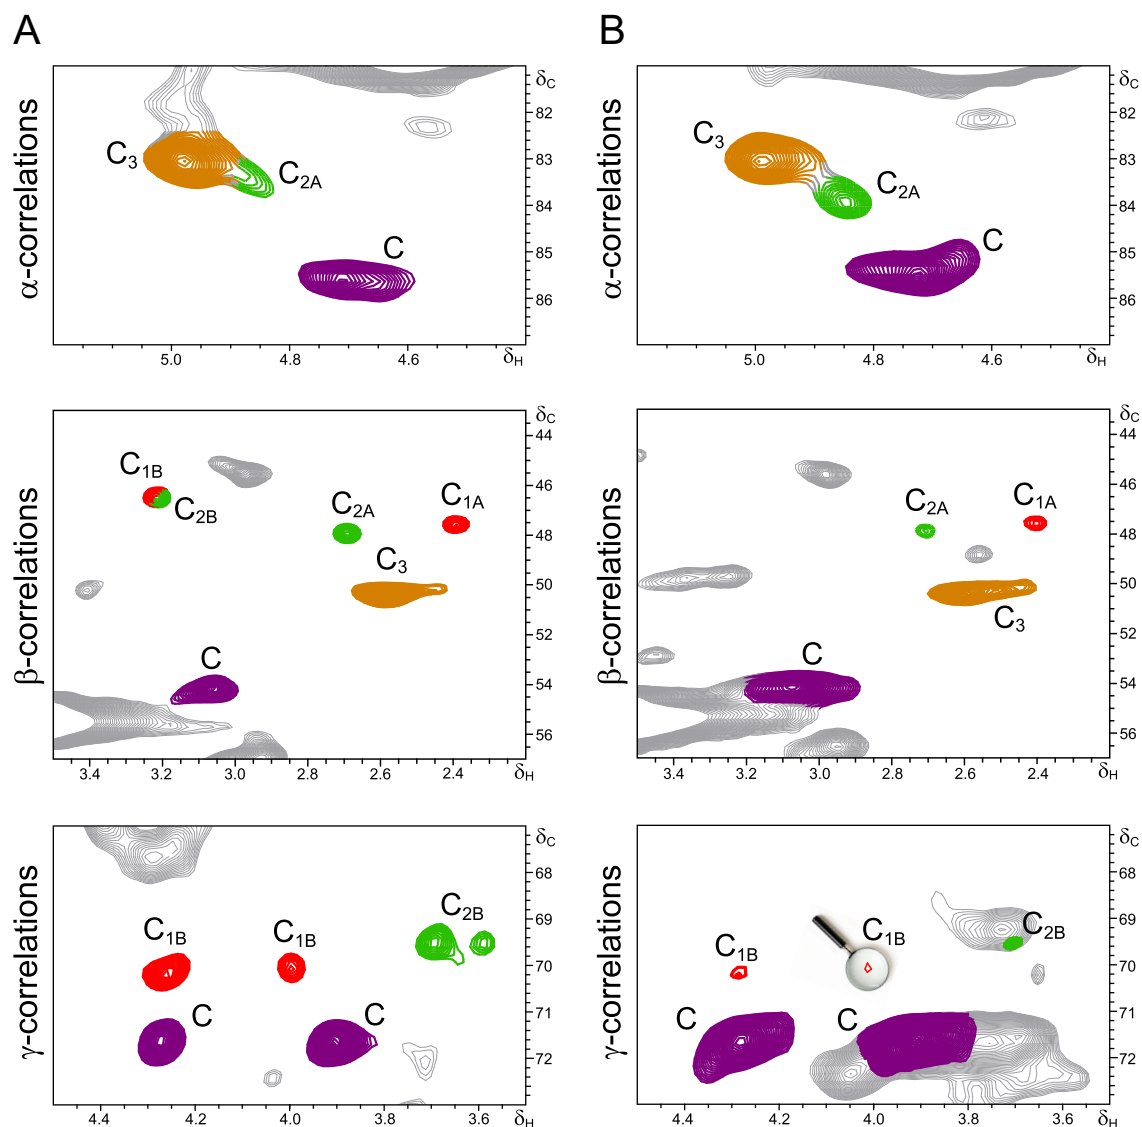 A
B
α-correlations
C3
C2A
C
δC
82
83
84
85
86
5.0
4.8
4.6
δH
α-correlations
C3
C2A
C
δC
82
83
84
85
86
5.0
4.8
4.6
δH
β-correlations
C1B
C2B
C2A
C1A
C3
C
δC
44
46
48
50
52
54
56
3.4
3.2
3.0
2.8
2.6
2.4
δH
β-correlations
C2A
C1A
C3
C
δC
44
46
48
50
52
54
56
3.4
3.2
3.0
2.8
2.6
2.4
δH
γ-correlations
C1B
C1B
C2B
C
C
δC
68
69
70
71
72
4.4
4.2
4.0
3.8
3.6
δH
γ-correlations
C1B
C1B
C2B
C
C
δC
68
69
70
71
72
4.4
4.2
4.0
3.8
3.6
δH